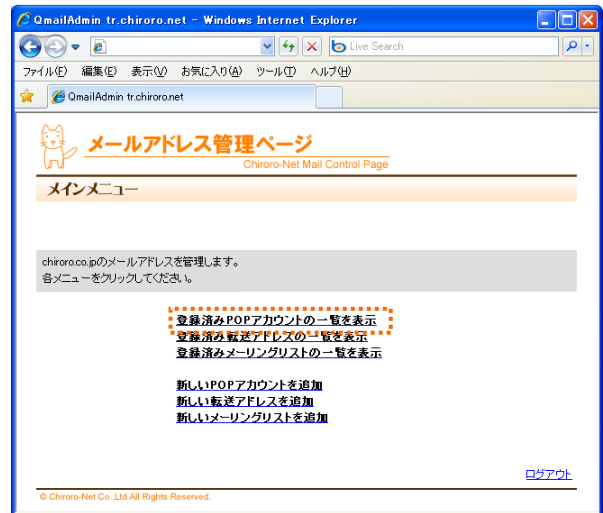 QmailAdmin tr.chiroro.net - Windows Internet Explorer
Live Search
ファイル(F) 編集(E) 表示(V) お気に入り(A) ツール(T) ヘルプ(H)
QmailAdmin tr.chiroro.net
メールアドレス管理ページ
Chiroro-Net Mail Control Page
メインメニュー
chiroro.co.jpのメールアドレスを管理します。
各メニューをクリックしてください。
登録済みPOPアカウントの一覧を表示
登録済み転送アドレスの一覧を表示
登録済みメーリングリストの一覧を表示
新しいPOPアカウントを追加
新しい転送アドレスを追加
新しいメーリングリストを追加
ログアウト
© Chiroro-Net Co.,Ltd All Rights Reserved.